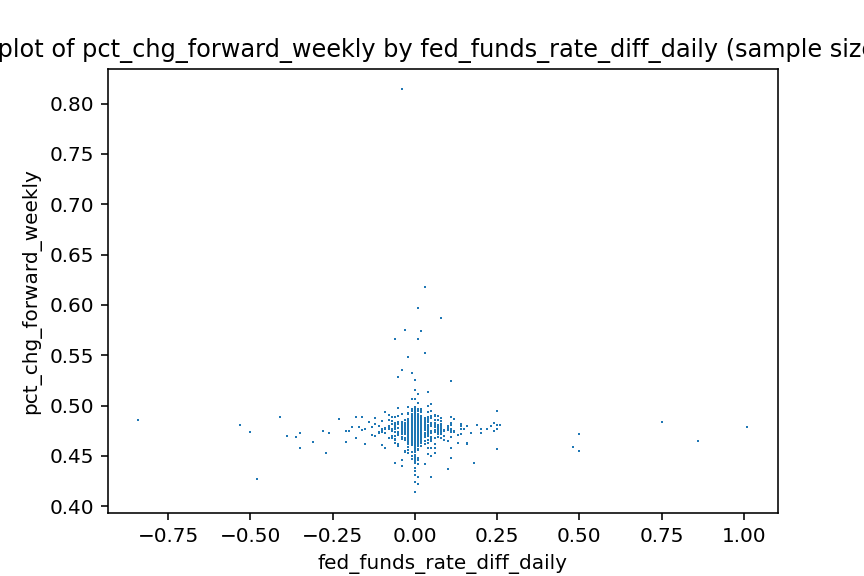 plot of pct_chg_forward_weekly by fed_funds_rate_diff_daily (sample size
0.80
0.75
0.70
0.65
0.60
0.55
0.50
0.45
0.40
pct_chg_forward_weekly
−0.75 −0.50 −0.25 0.00 0.25 0.50 0.75 1.00
fed_funds_rate_diff_daily